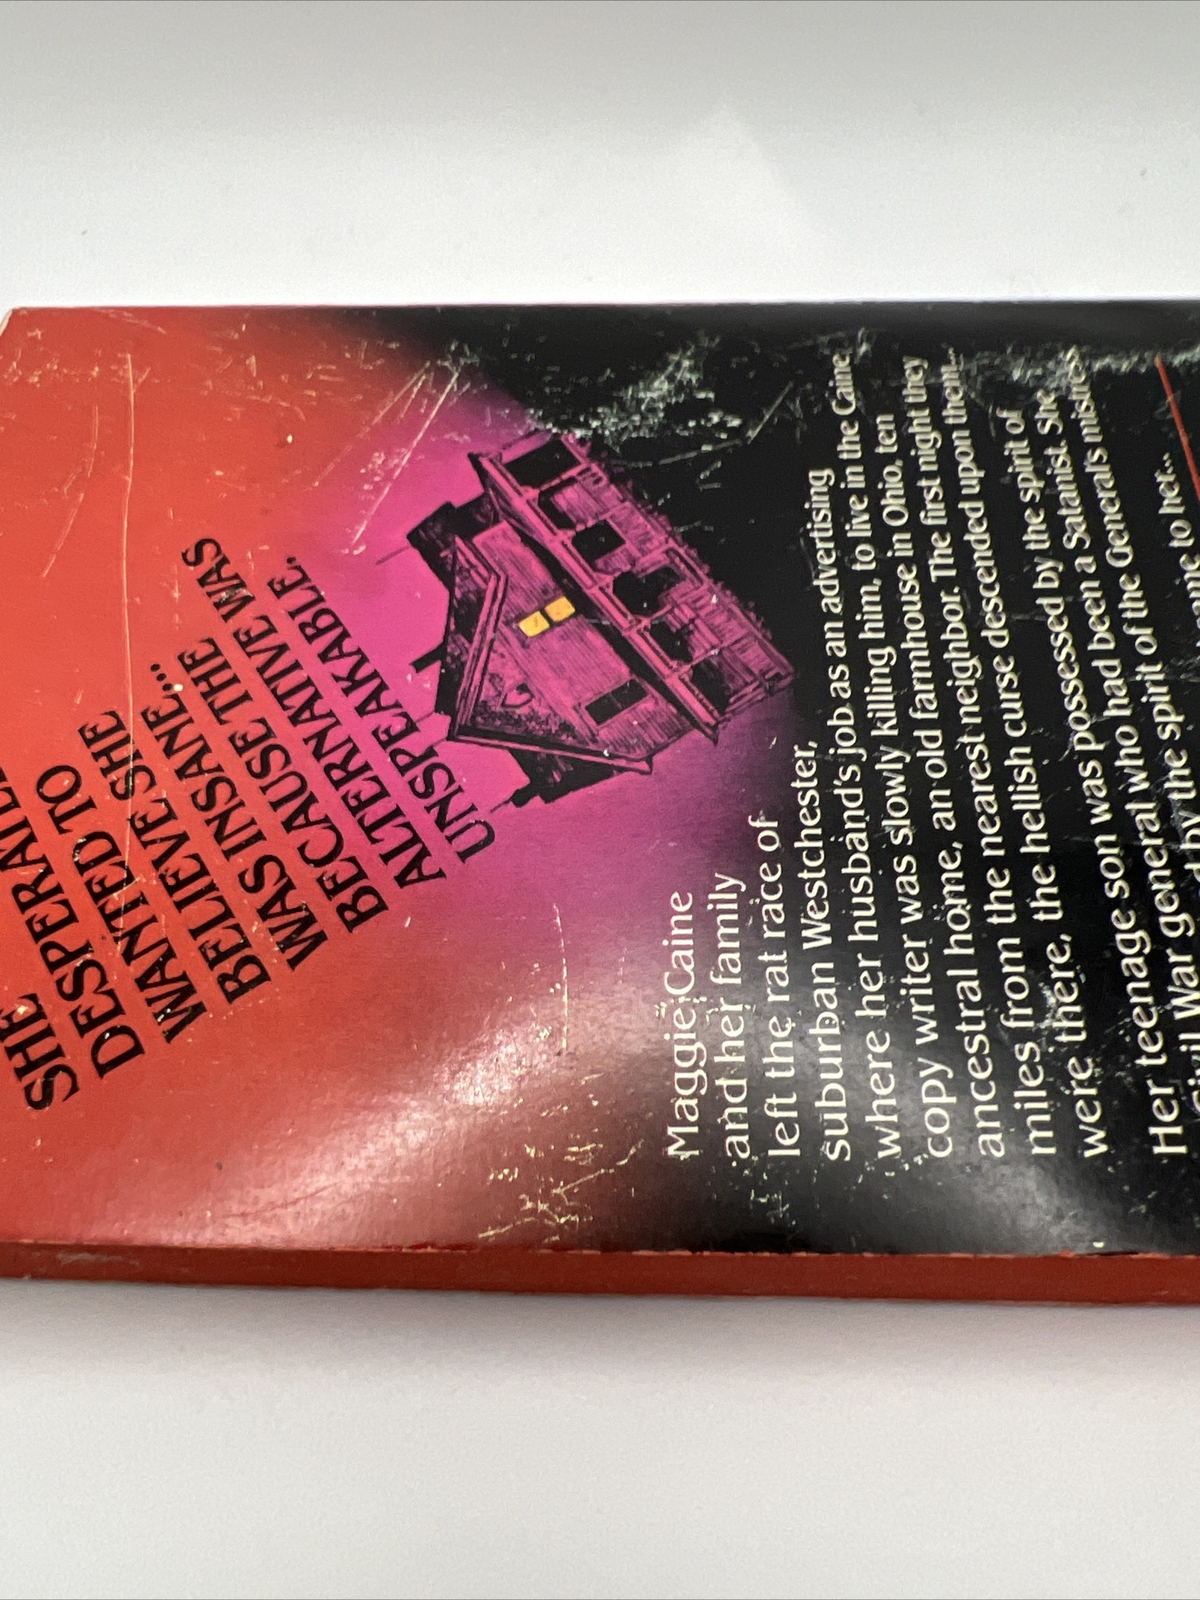 SHE
DESPERATEL
WANTED TO
BELIEVE SHE
WAS INSANE...
BECAUSE THE
ALTERNATIVE WAS
UNSPEAKABLE.
Maggie Caine
and her family
left the rat race of
suburban Westchester,
where her husband's job as an advertising
copy writer was slowly killing him, to live in the Caine
ancestral home, an old farmhouse in Ohio, ten
miles from the nearest neighbor. The first night they
were there, the hellish curse descended upon them...
Her teenage son was possessed by the spirit of
Civil War general who had been a Satanist. She
by the spirit of the General's mistress
came to her...